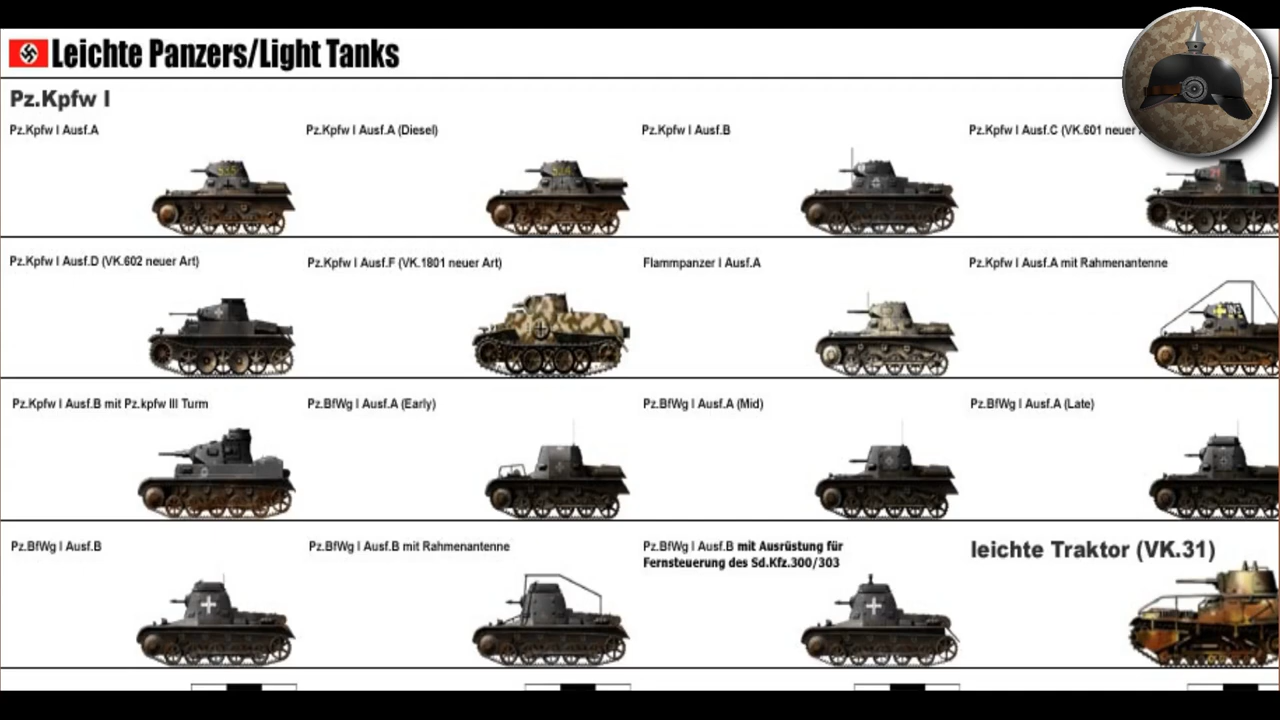 Leichte Panzers/Light Tanks
Pz.Kpfw I
Pz.Kpfw I Ausf.A
Pz.Kpfw I Ausf.A (Diesel)
Pz.Kpfw I Ausf.B
Pz.Kpfw I Ausf.C (VK.601 neuer
Pz.Kpfw I Ausf.D (VK.602 neuer Art)
Pz.Kpfw I Ausf.F (VK.1801 neuer Art)
Flammpanzer I Ausf.A
Pz.Kpfw I Ausf.A mit Rahmenantenne
Pz.Kpfw I Ausf.B mit Pz.kpfw III Turm
Pz.BfWg I Ausf.A (Early)
Pz.BfWg I Ausf.A (Mid)
Pz.BfWg I Ausf.A (Late)
Pz.BfWg I Ausf.B
Pz.BfWg I Ausf.B mit Rahmenantenne
Pz.BfWg I Ausf.B mit Ausrüstung für
Fernsteuerung des Sd.Kfz.300/303
leichte Traktor (VK.31)